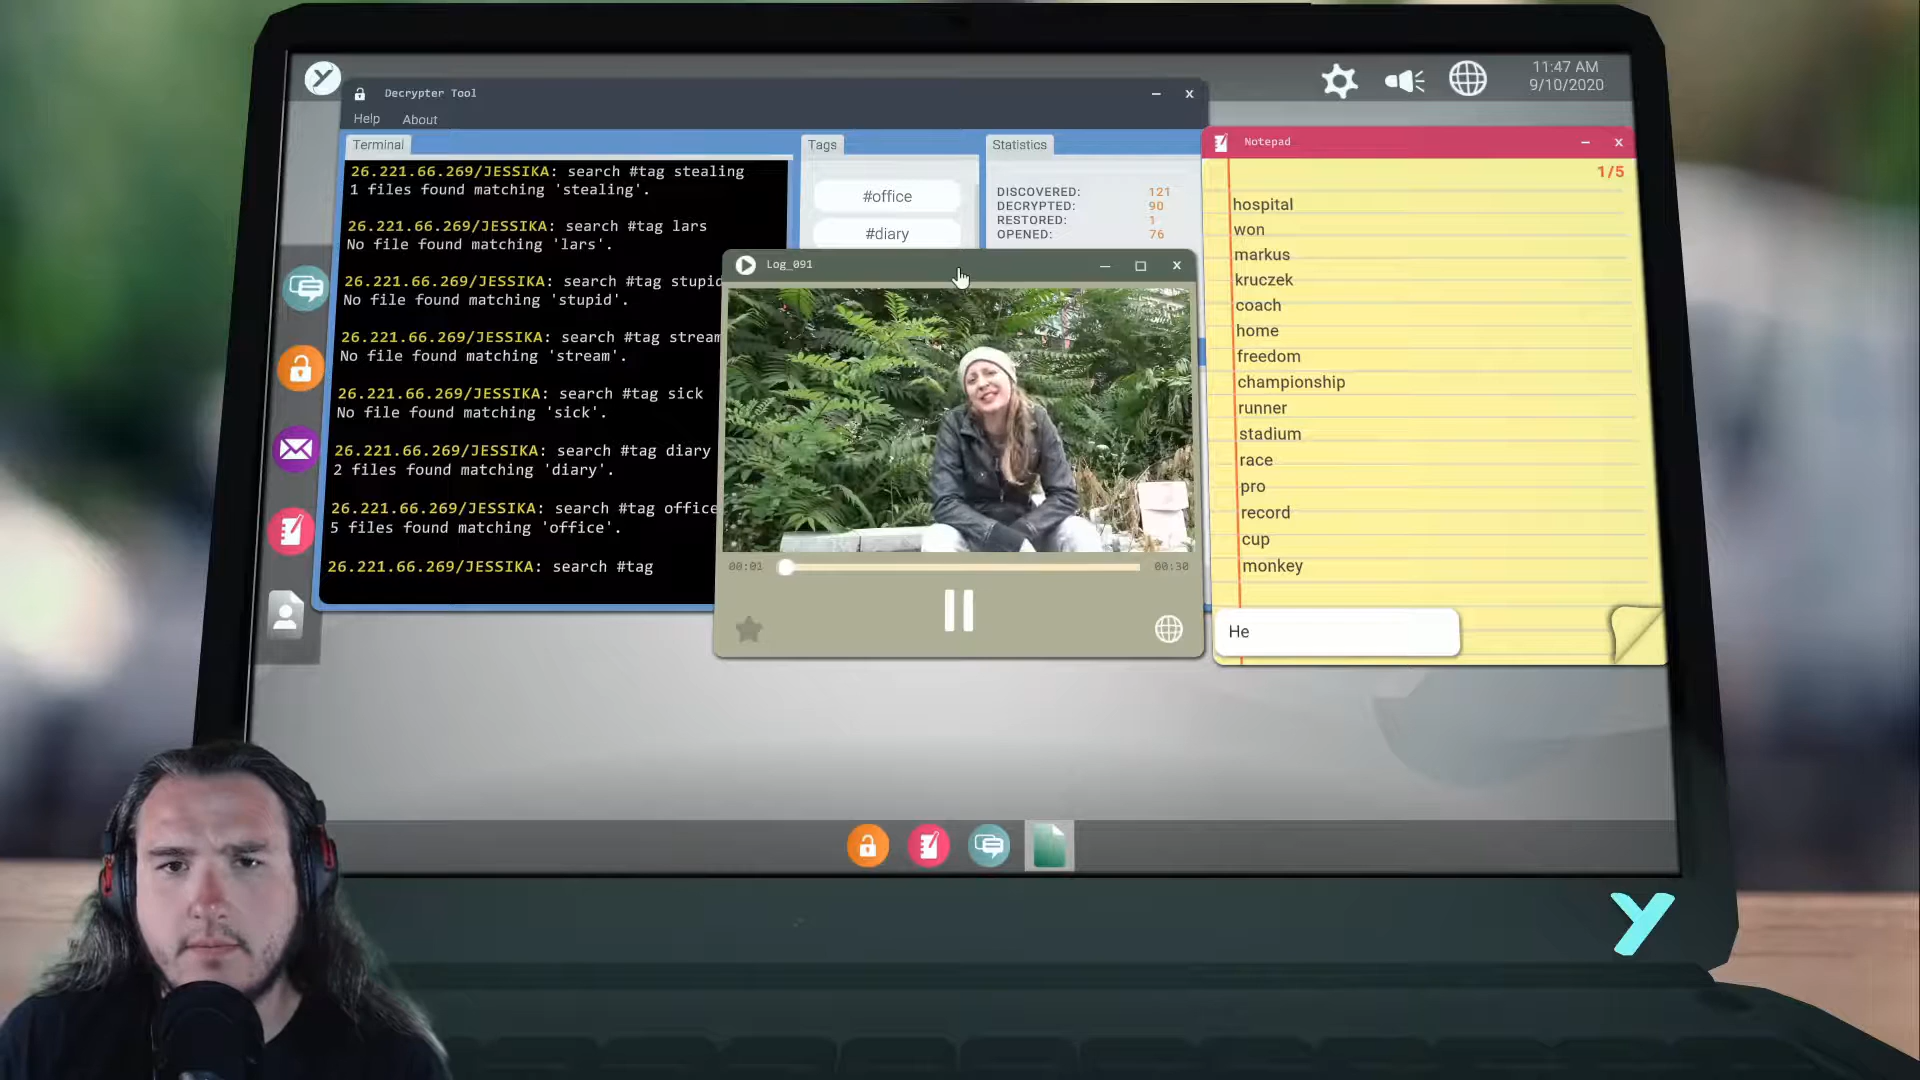 11:47 AM
9/10/2020
Decrypter Tool
Help About
Terminal
26.221.66.269/JESSIKA: search #tag stealing
1 files found matching 'stealing'.
26.221.66.269/JESSIKA: search #tag lars
No file found matching 'lars'.
26.221.66.269/JESSIKA: search #tag stupid
No file found matching 'stupid'.
26.221.66.269/JESSIKA: search #tag stream
No file found matching 'stream'.
26.221.66.269/JESSIKA: search #tag sick
No file found matching 'sick'.
26.221.66.269/JESSIKA: search #tag diary
2 files found matching 'diary'.
26.221.66.269/JESSIKA: search #tag office
5 files found matching 'office'.
26.221.66.269/JESSIKA: search #tag
Tags
#office
#diary
Statistics
DISCOVERED: 121
DECRYPTED: 90
RESTORED: 1
OPENED: 76
Log_091
00:01
00:30
Notepad
1/5
hospital
won
markus
kruczek
coach
home
freedom
championship
runner
stadium
race
pro
record
cup
monkey
He